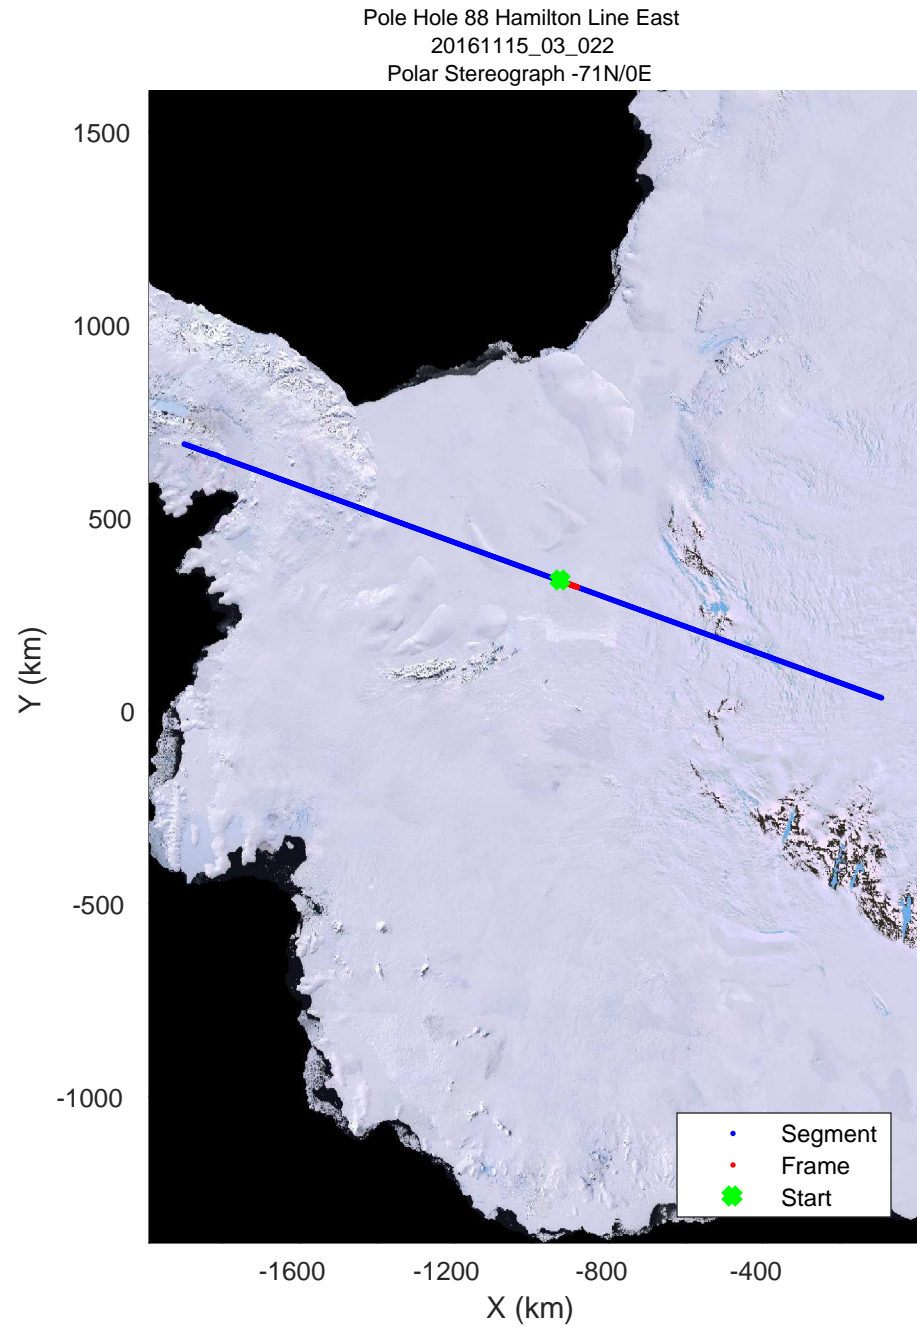 Pole Hole 88 Hamilton Line East
20161115_03_022
Polar Stereograph -71N/0E
1500
1000
500
0
-500
-1000
Y (km)
Segment
Frame
Start
-1600 -1200 -800 -400
X (km)